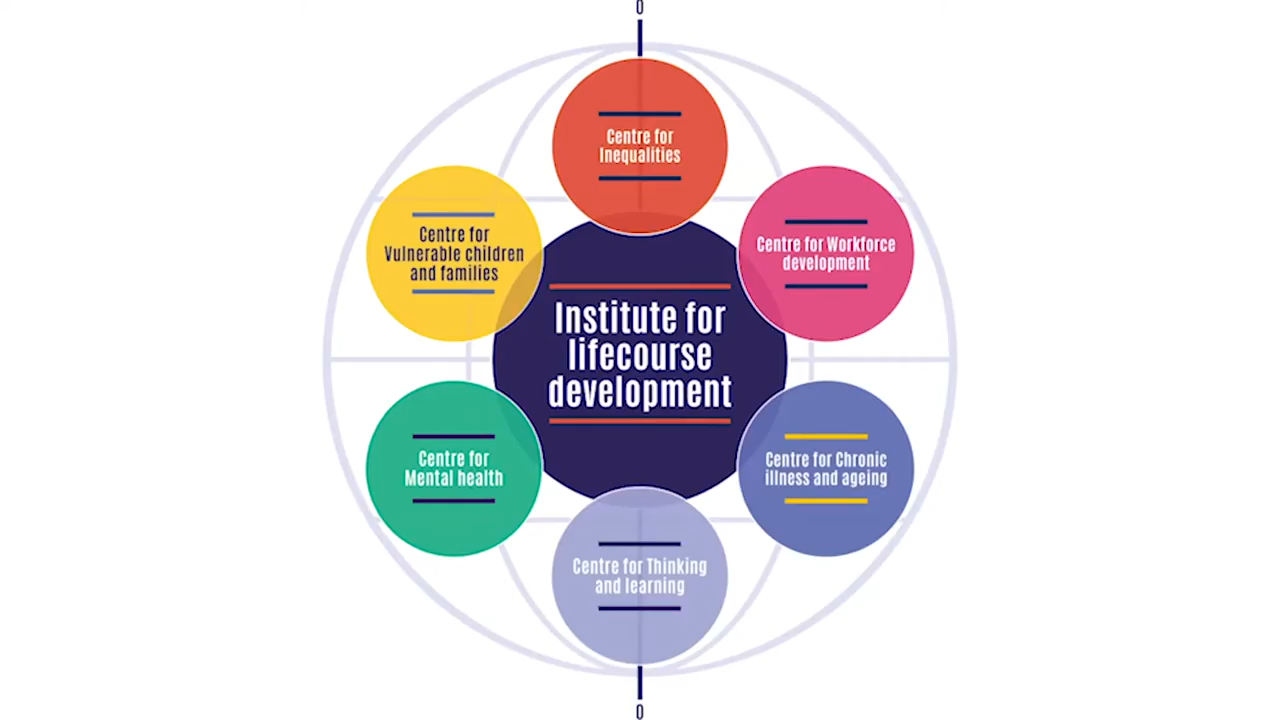 0
Centre for
Inequalities
Centre for
Vulnerable children
and families
Centre for Workforce
development
Institute for
lifecourse
development
Centre for
Mental health
Centre for Chronic
illness and ageing
Centre for Thinking
and learning
0